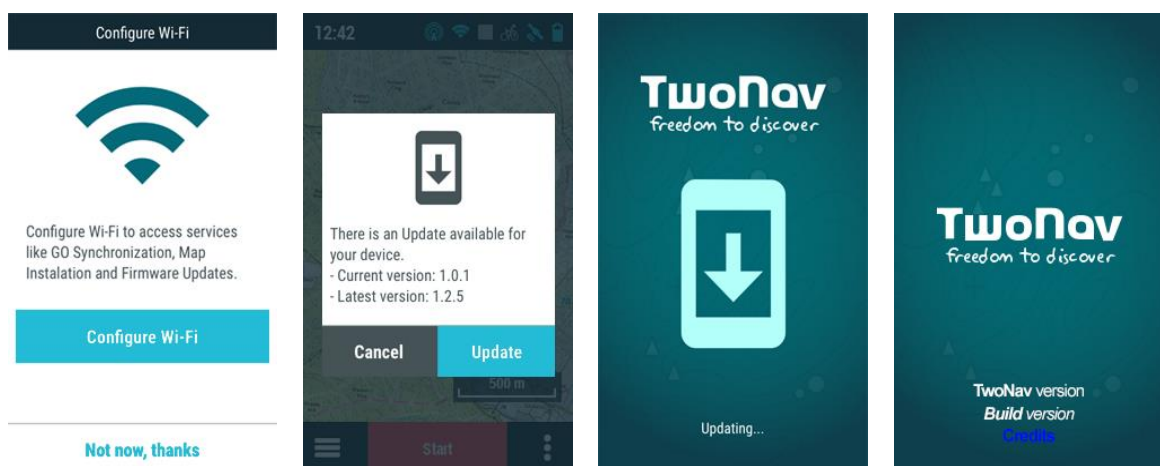 Configure Wi-Fi
Configure Wi-Fi to access services
like GO Synchronization, Map
Instalation and Firmware Updates.
Configure Wi-Fi
Not now, thanks
12:42
There is an Update available for
your device.
- Current version: 1.0.1
- Latest version: 1.2.5
Cancel
Update
500 m
Start
TwoNav
freedom to discover
Updating...
TwoNav
freedom to discover
TwoNav version
Build version
Credits